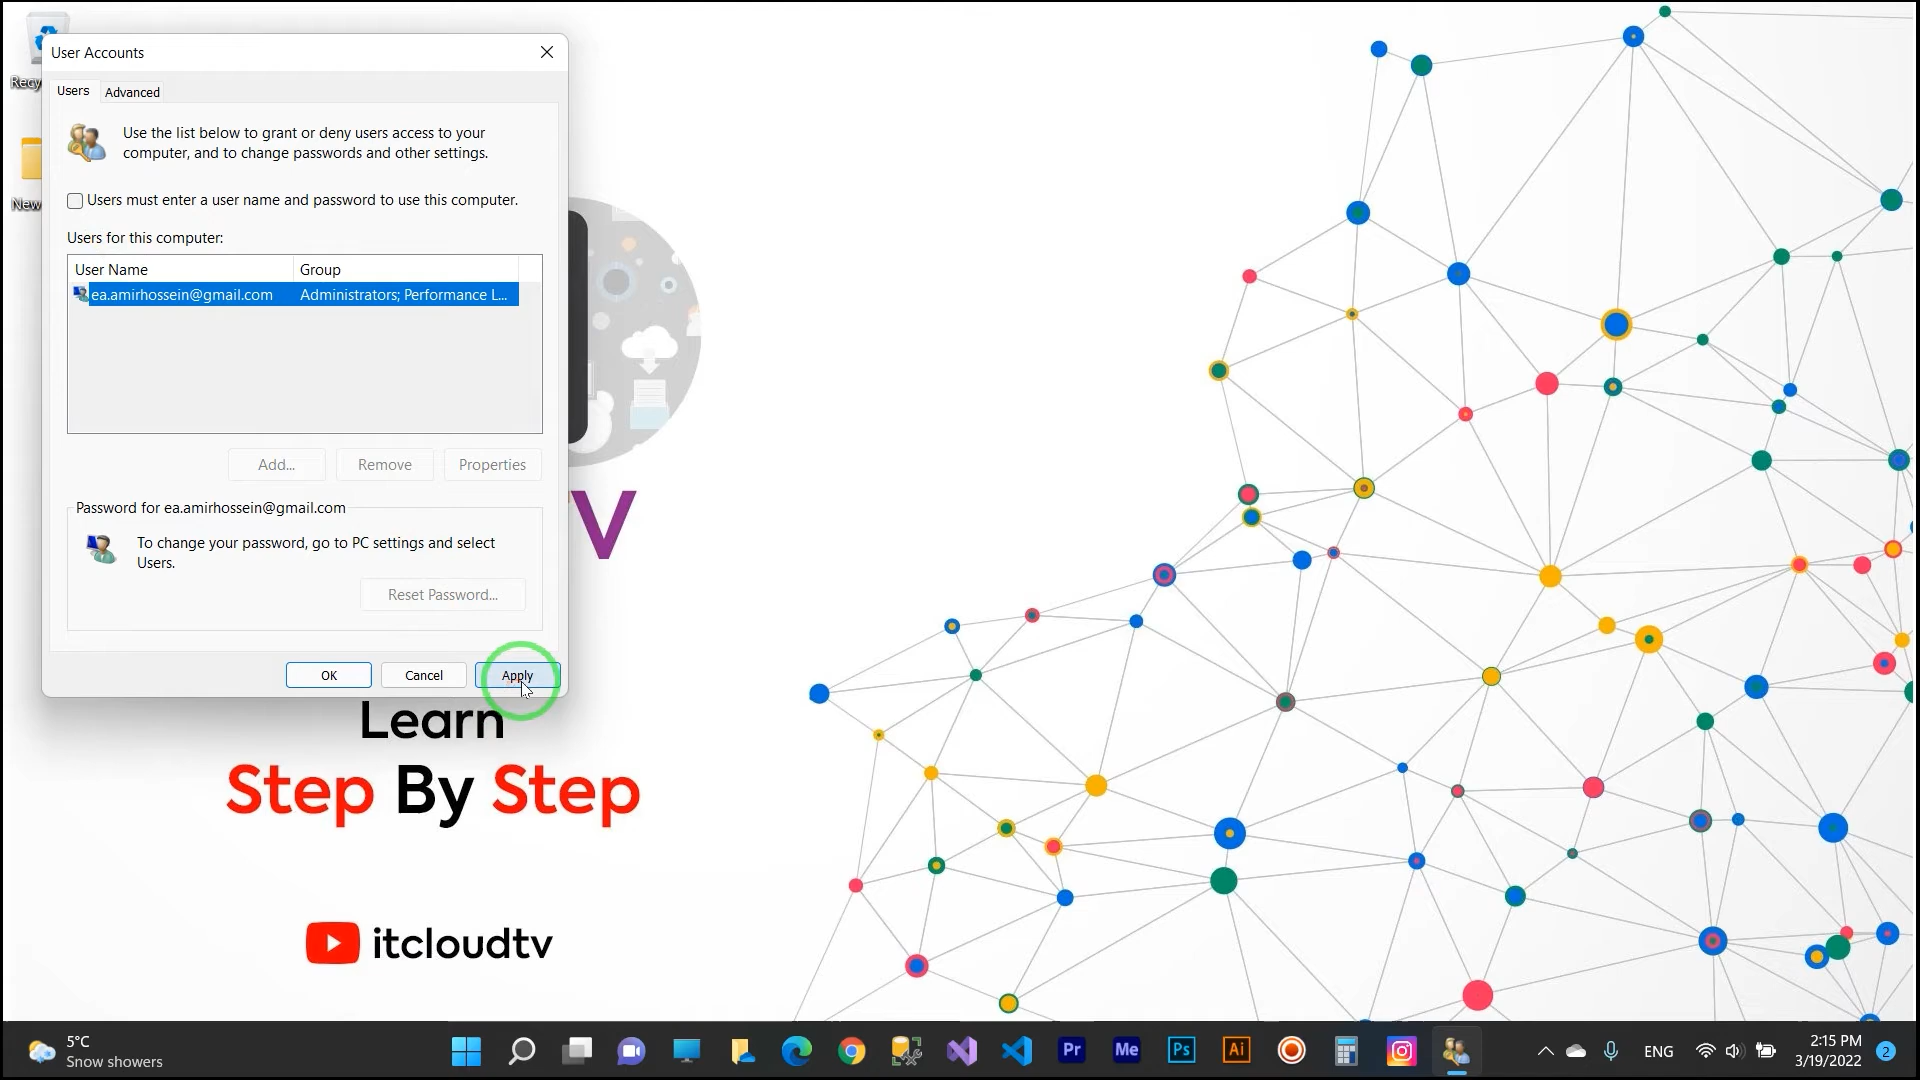 Recy
New
User Accounts
Users
Advanced
Use the list below to grant or deny users access to your
computer, and to change passwords and other settings.
Users must enter a user name and password to use this computer.
Users for this computer:
User Name Group
ea.amirhossein@gmail.com Administrators; Performance L...
Add... Remove Properties
Password for ea.amirhossein@gmail.com
To change your password, go to PC settings and select
Users.
Reset Password...
OK Cancel Apply
V
Learn
Step By Step
itcloudtv
5°C
Snow showers
Pr
Me
Ps
Ai
ENG
2:15 PM
3/19/2022
2